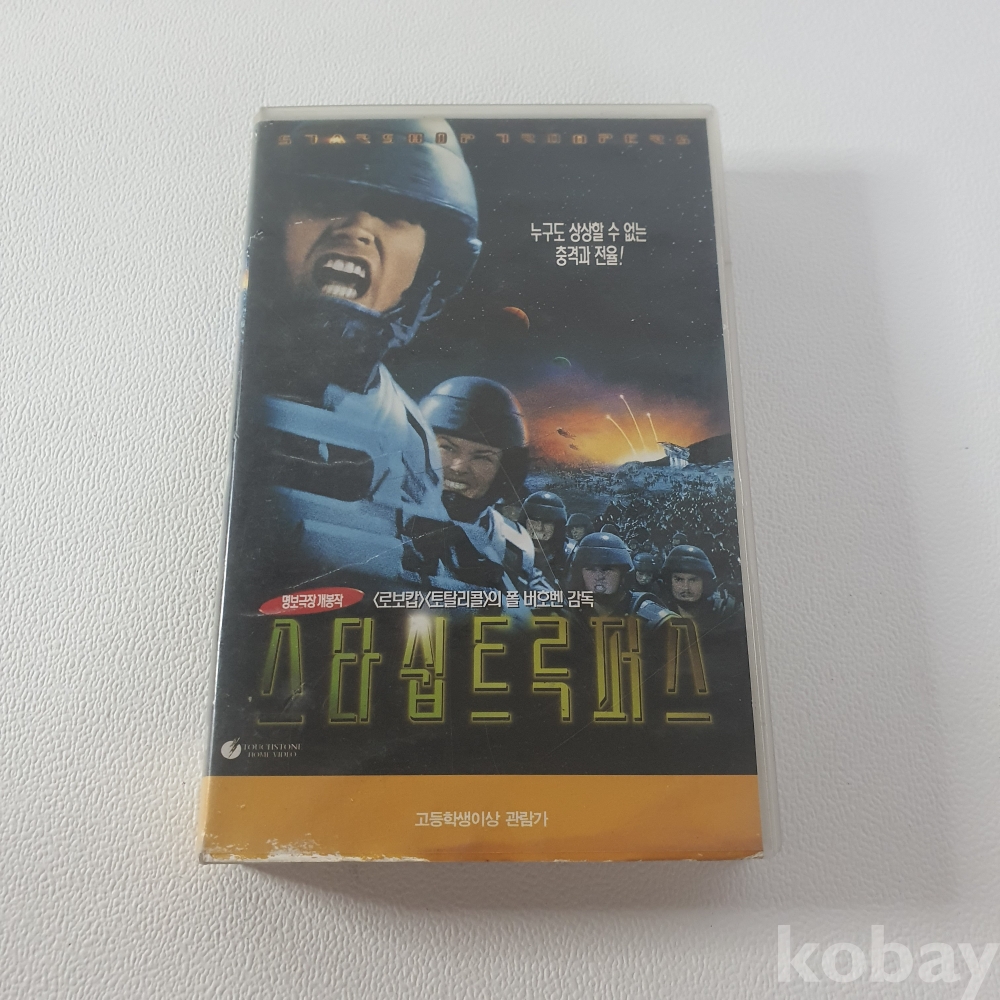 STARSHIP TROOPERS
누구도 상상할 수 없는
충격과 전율!
명보극장 개봉작
<로보캅><토탈리콜>의 폴 버호벤 감독
스타쉽트루퍼스
TOUCHSTONE
HOME VIDEO
고등학생이상 관람가
kobay